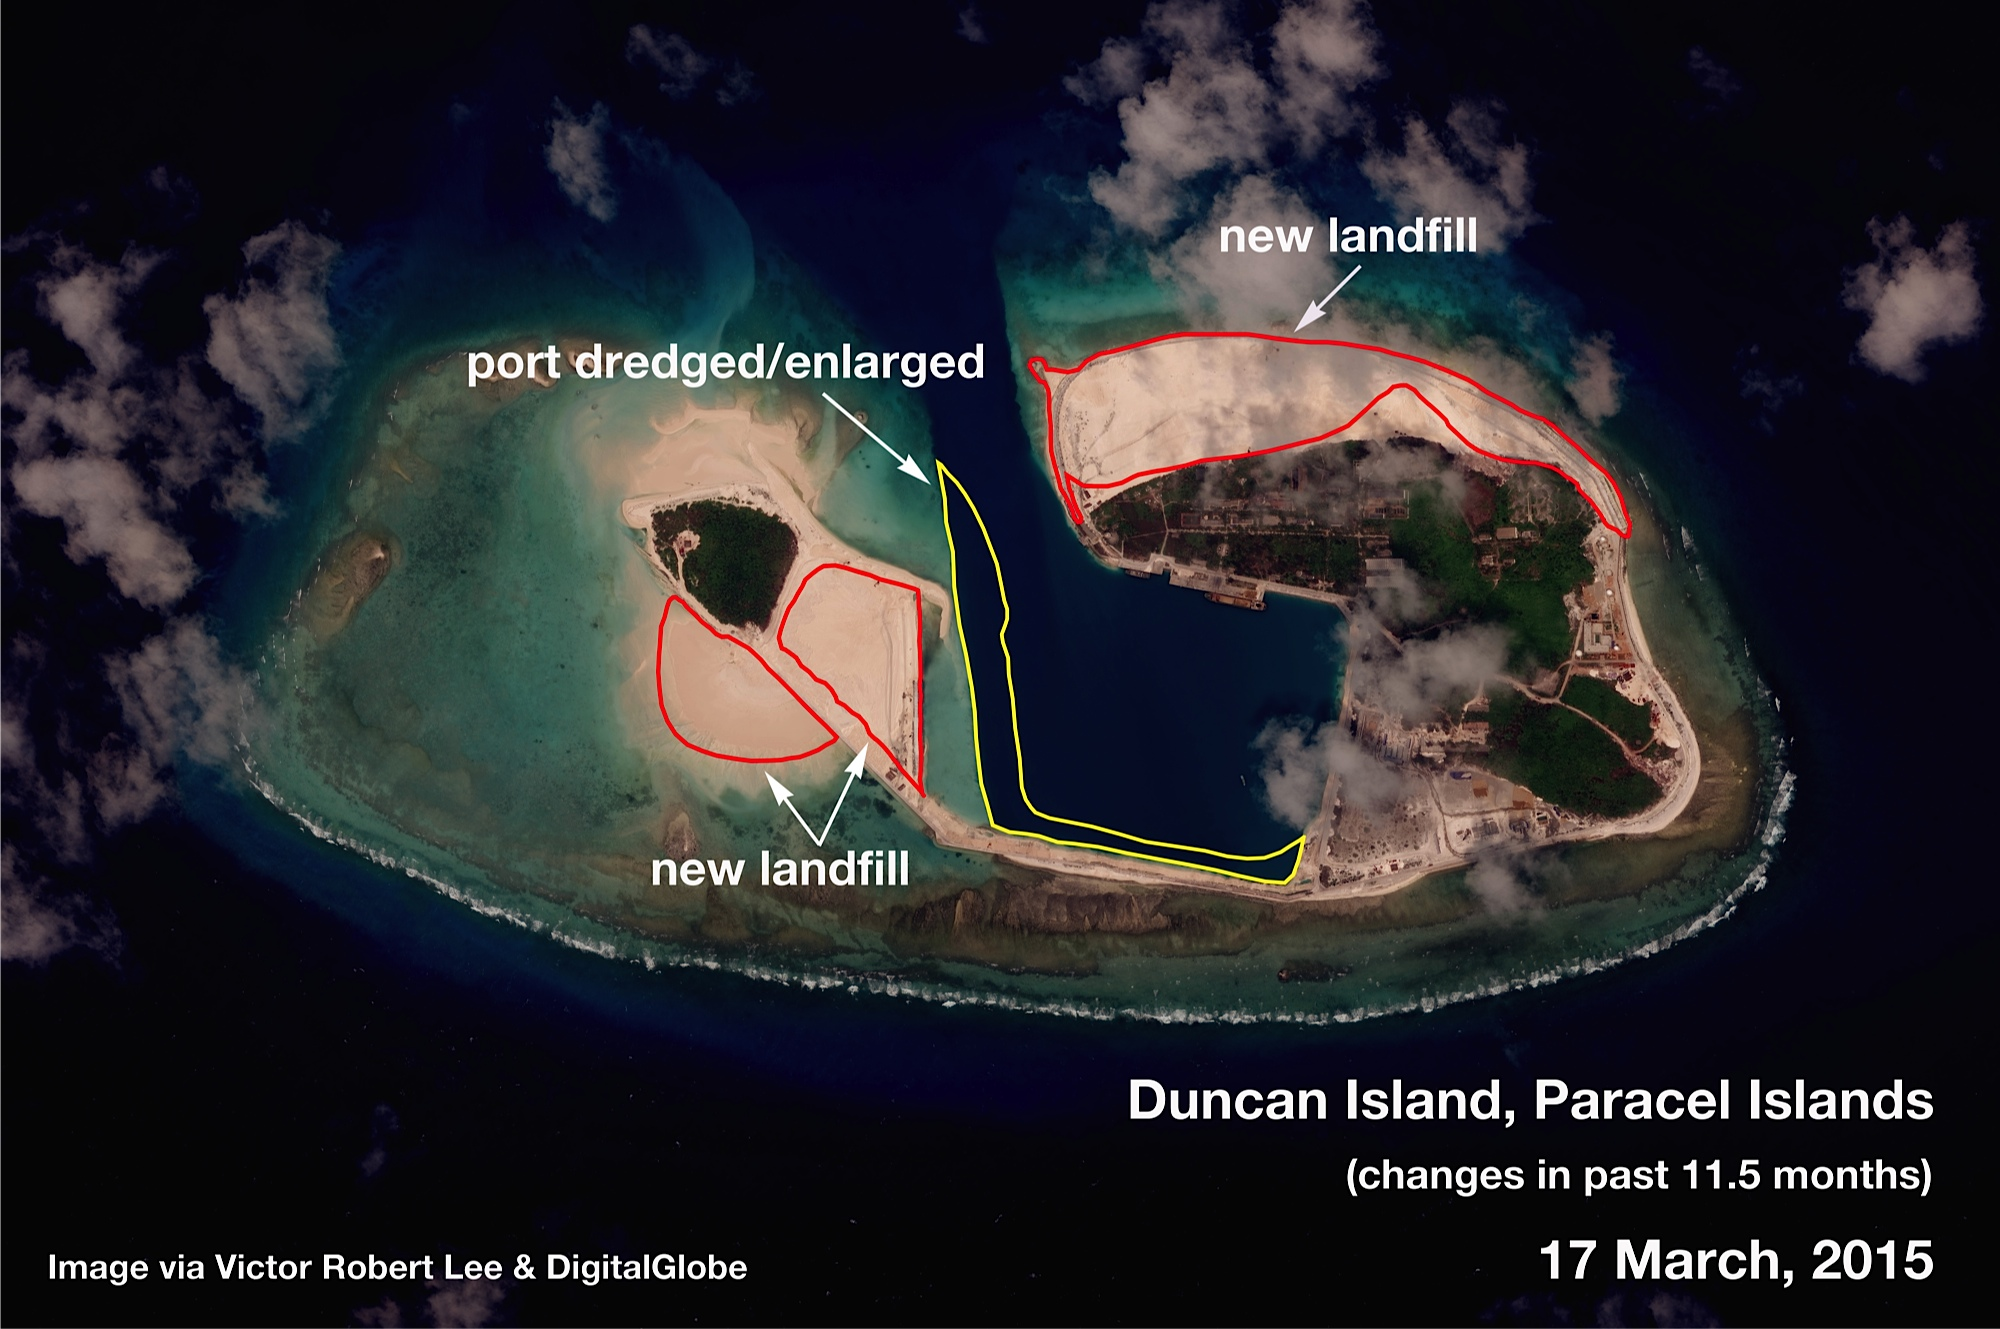 new landfill
port dredged/enlarged
new landfill
Duncan Island, Paracel Islands
(changes in past 11.5 months)
17 March, 2015
Image via Victor Robert Lee & DigitalGlobe